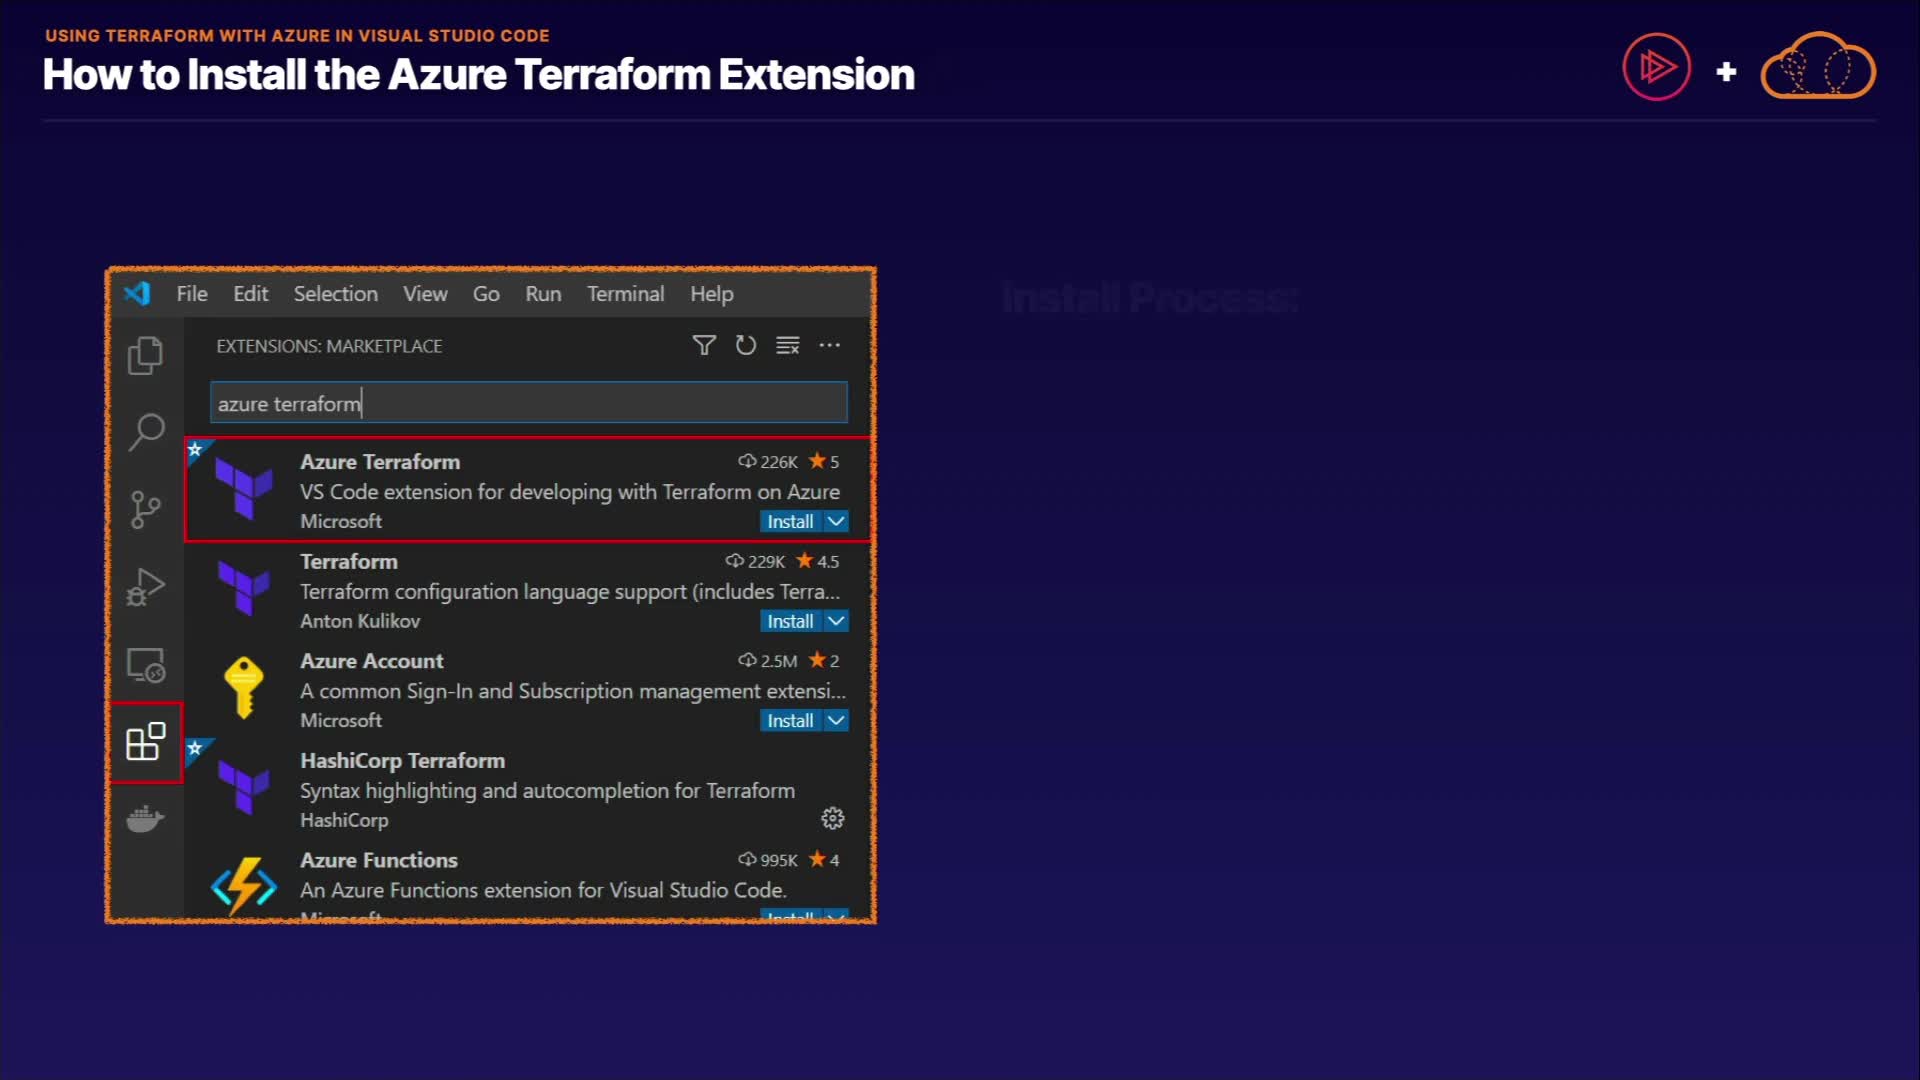 USING TERRAFORM WITH AZURE IN VISUAL STUDIO CODE
How to Install the Azure Terraform Extension
+
Install Process:
File Edit Selection View Go Run Terminal Help
EXTENSIONS: MARKETPLACE
azure terraform
Azure Terraform 226K 5
VS Code extension for developing with Terraform on Azure
Microsoft Install
Terraform 229K 4.5
Terraform configuration language support (includes Terra...
Anton Kulikov Install
Azure Account 2.5M 2
A common Sign-In and Subscription management extensi...
Microsoft Install
HashiCorp Terraform
Syntax highlighting and autocompletion for Terraform
HashiCorp
Azure Functions 995K 4
An Azure Functions extension for Visual Studio Code.
Microsoft Install